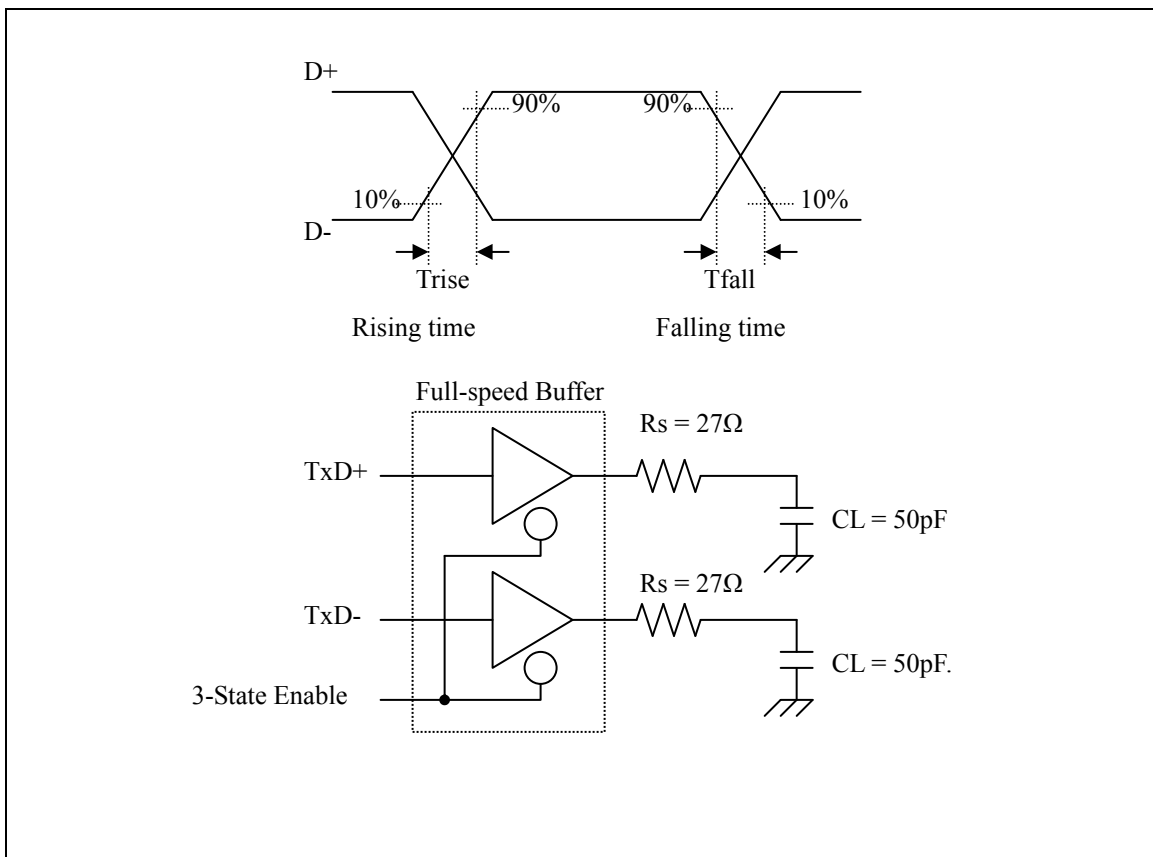 D+
90% 90%
10% 10%
D-
Trise Tfall
Rising time Falling time
Full-speed Buffer
Rs = 27Ω
TxD+
CL = 50pF
Rs = 27Ω
TxD-
CL = 50pF.
3-State Enable